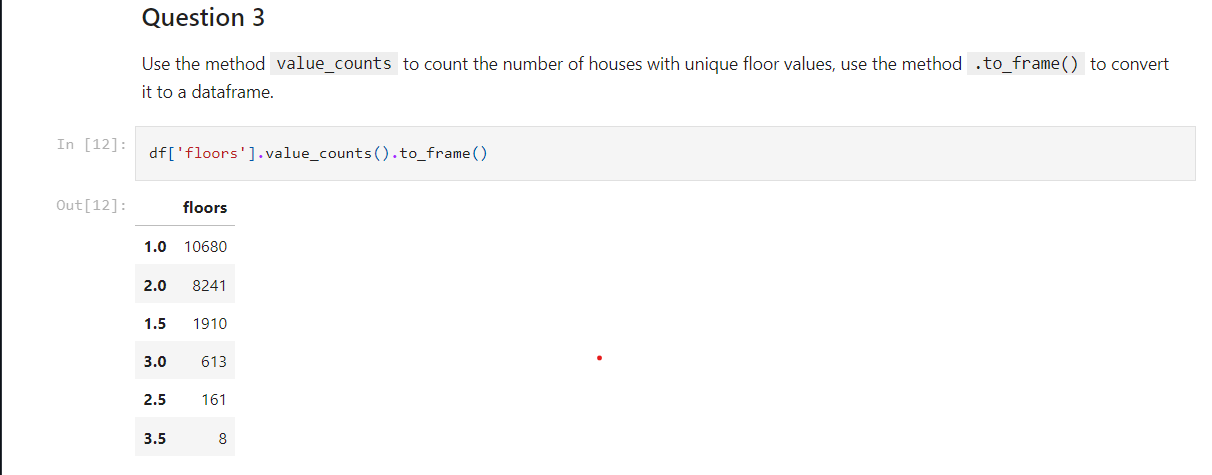 Question 3
Use the method value_counts to count the number of houses with unique floor values, use the method .to_frame() to convert
it to a dataframe.
In [12]: df['floors'].value_counts().to_frame()
Out[12]: floors
1.0 10680
2.0 8241
1.5 1910
3.0 613
2.5 161
3.5 8